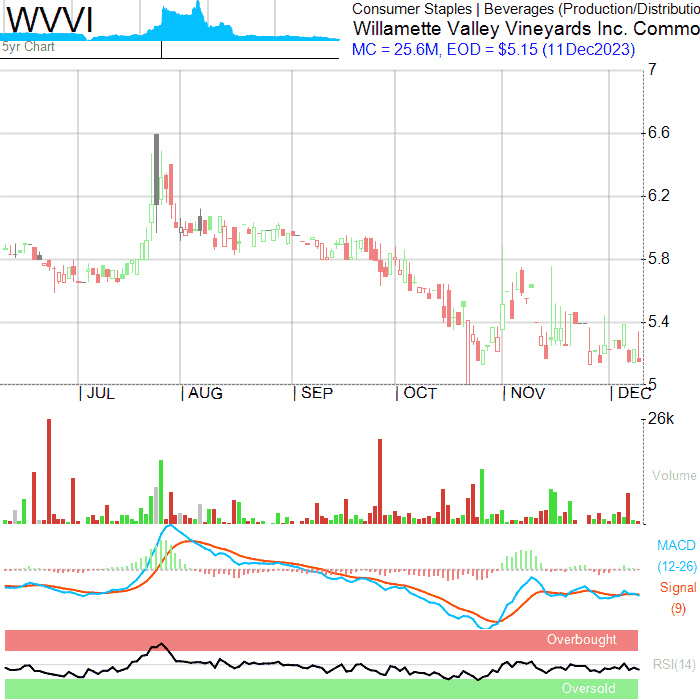 WVVI
5yr Chart
Consumer Staples | Beverages (Production/Distributio
Willamette Valley Vineyards Inc. Commo
MC = 25.6M, EOD = $5.15 (11Dec2023)
7
6.6
6.2
5.8
5.4
5
| JUL | AUG | SEP | OCT | NOV | DEC
26k
Volume
MACD
(12-26)
Signal
(9)
Overbought
RSI(14)
Oversold